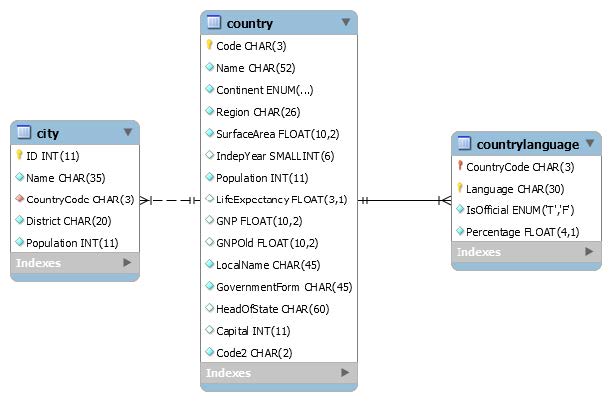 city
ID INT(11)
Name CHAR(35)
CountryCode CHAR(3)
District CHAR(20)
Population INT(11)
Indexes
country
Code CHAR(3)
Name CHAR(52)
Continent ENUM(...)
Region CHAR(26)
SurfaceArea FLOAT(10,2)
IndepYear SMALLINT(6)
Population INT(11)
LifeExpectancy FLOAT(3,1)
GNP FLOAT(10,2)
GNPOld FLOAT(10,2)
LocalName CHAR(45)
GovernmentForm CHAR(45)
HeadOfState CHAR(60)
Capital INT(11)
Code2 CHAR(2)
Indexes
countrylanguage
CountryCode CHAR(3)
Language CHAR(30)
IsOfficial ENUM('T','F')
Percentage FLOAT(4,1)
Indexes